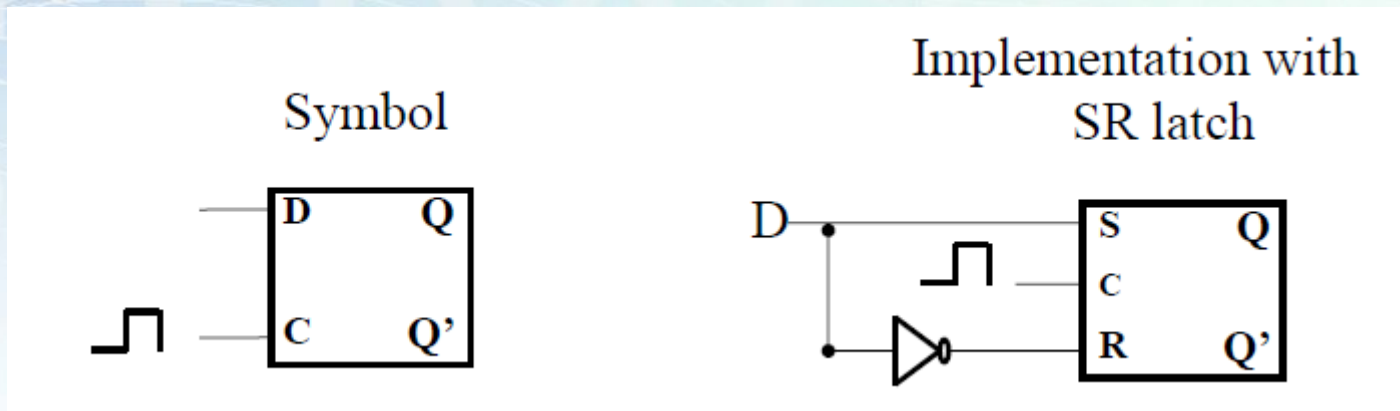 Symbol
D Q
C Q’
Implementation with
SR latch
D
S Q
C
R Q’